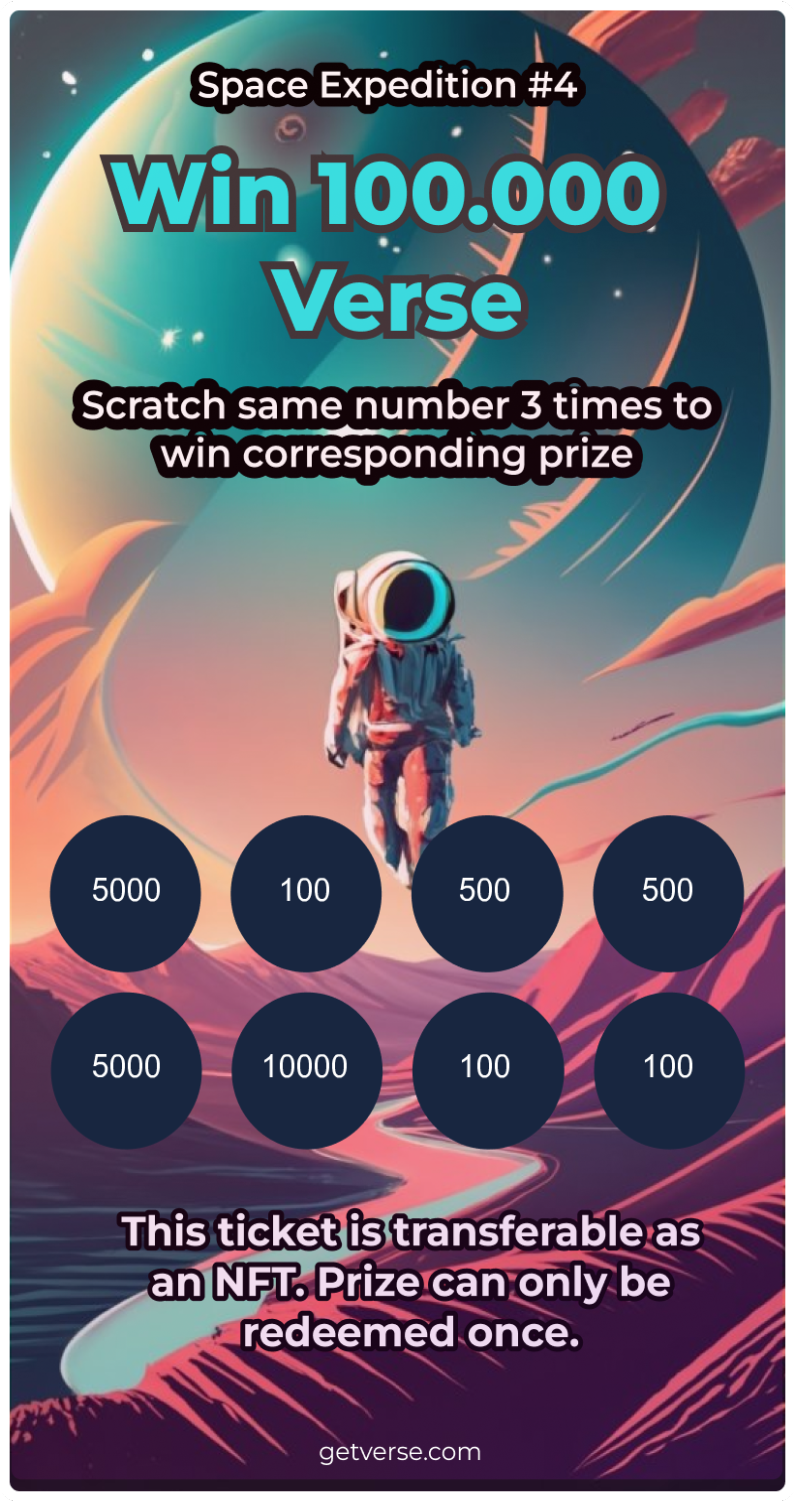 Space Expedition #4
Win 100.000
Verse
Scratch same number 3 times to
win corresponding prize
5000 100 500 500
5000 10000 100 100
This ticket is transferable as
an NFT. Prize can only be
redeemed once.
getverse.com